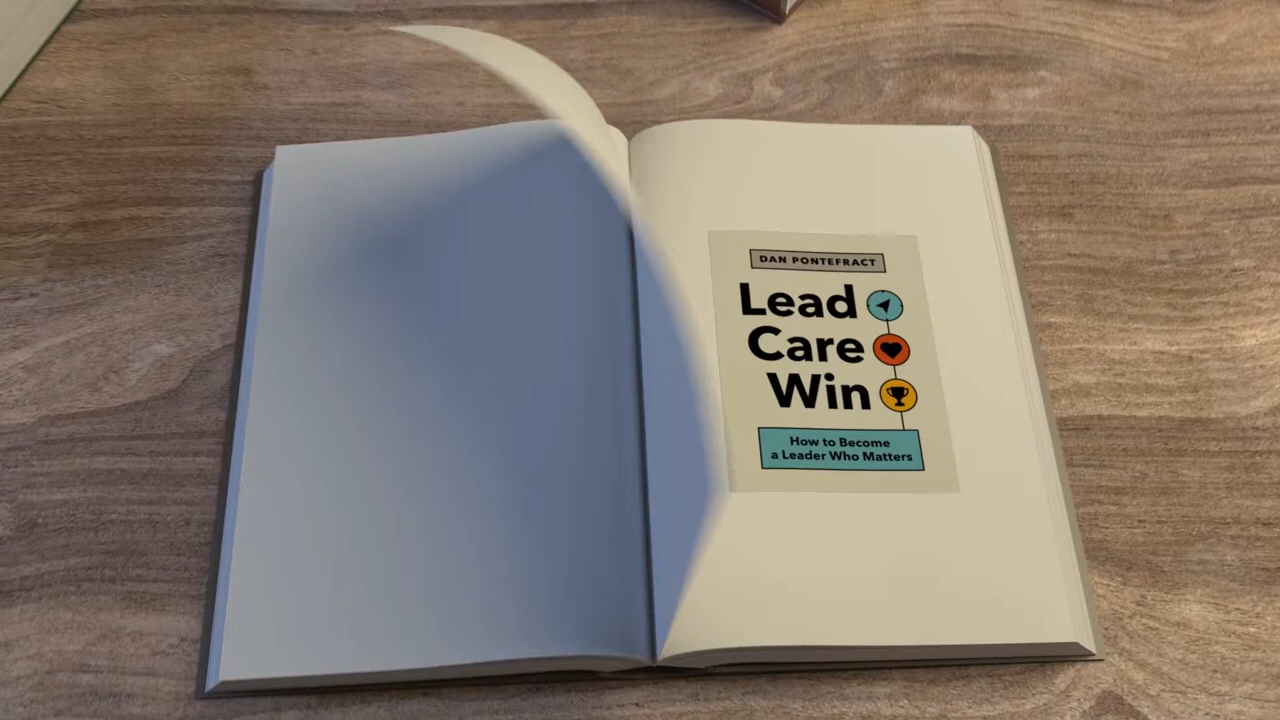 DAN PONTEFRACT
Lead
Care
Win
How to Become
a Leader Who Matters